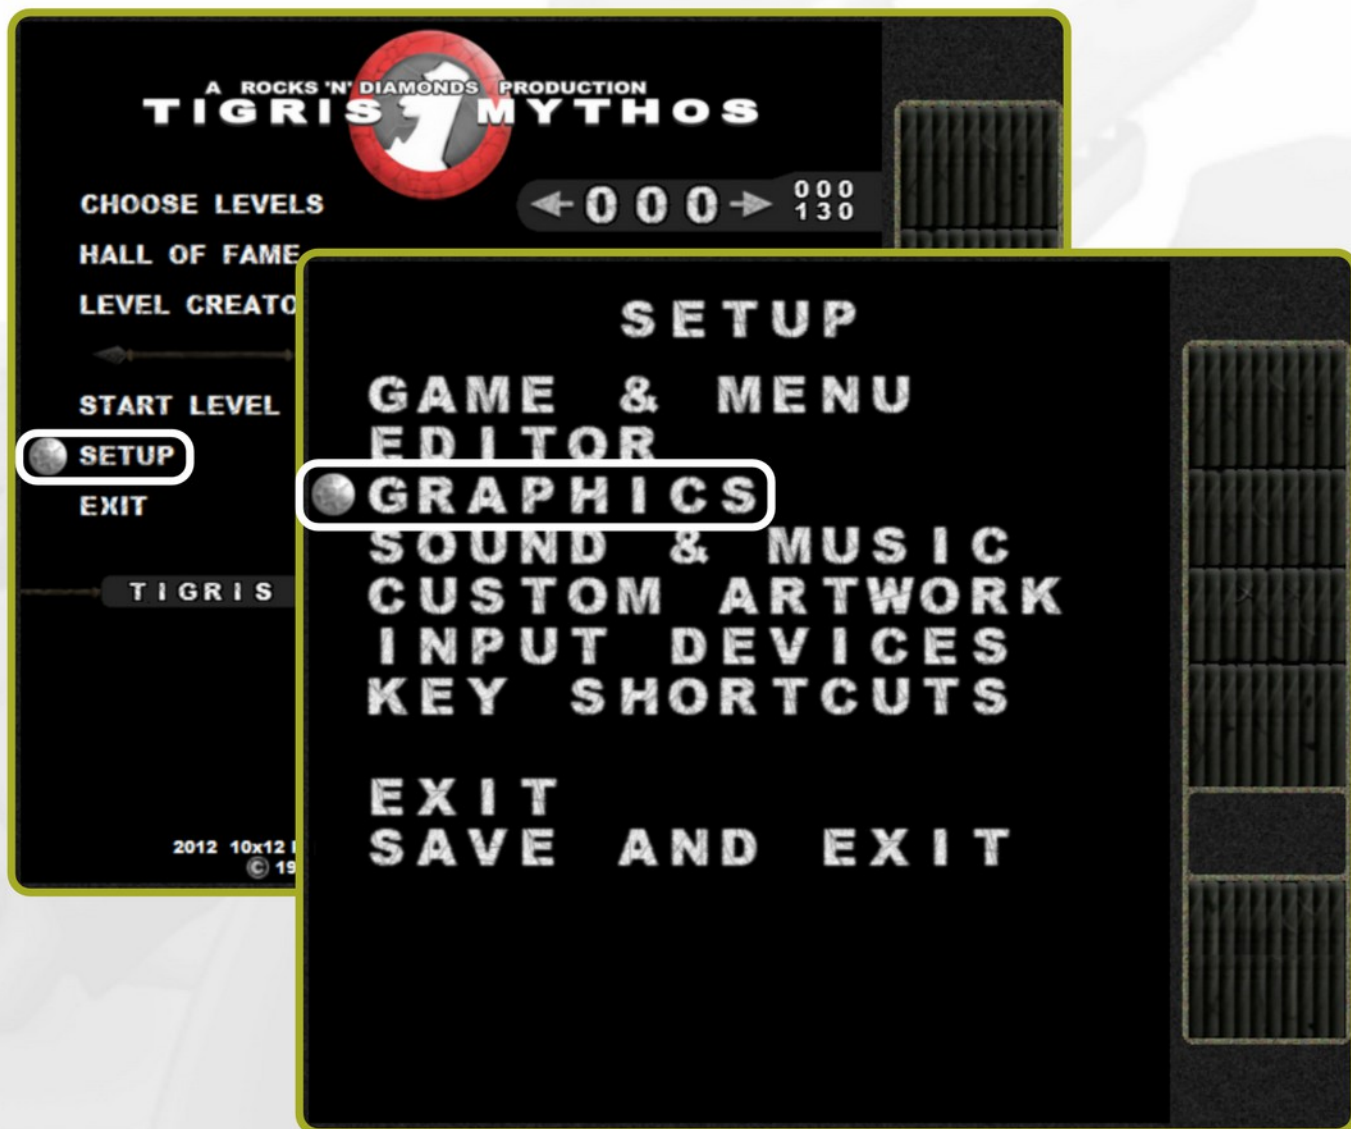 A ROCKS 'N' DIAMONDS PRODUCTION
TIGRIS MYTHOS
CHOOSE LEVELS
000
000
130
HALL OF FAME
LEVEL CREATO
START LEVEL
SETUP
EXIT
TIGRIS
2012 10x12
© 19
SETUP
GAME & MENU
EDITOR
GRAPHICS
SOUND & MUSIC
CUSTOM ARTWORK
INPUT DEVICES
KEY SHORTCUTS
EXIT
SAVE AND EXIT